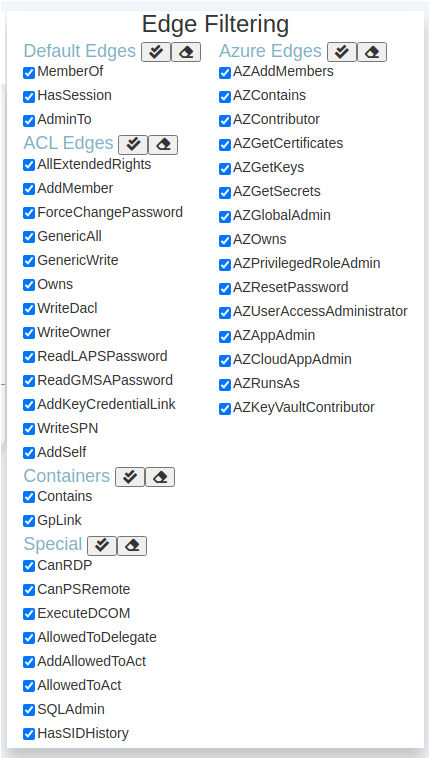 Edge Filtering
Default Edges
MemberOf
HasSession
AdminTo
ACL Edges
AllExtendedRights
AddMember
ForceChangePassword
GenericAll
GenericWrite
Owns
WriteDacl
WriteOwner
ReadLAPSPassword
ReadGMSAPassword
AddKeyCredentialLink
WriteSPN
AddSelf
Containers
Contains
GpLink
Special
CanRDP
CanPSRemote
ExecuteDCOM
AllowedToDelegate
AddAllowedToAct
AllowedToAct
SQLAdmin
HasSIDHistory
Azure Edges
AZAddMembers
AZContains
AZContributor
AZGetCertificates
AZGetKeys
AZGetSecrets
AZGlobalAdmin
AZOwns
AZPrivilegedRoleAdmin
AZResetPassword
AZUserAccessAdministrator
AZAppAdmin
AZCloudAppAdmin
AZRunsAs
AZKeyVaultContributor